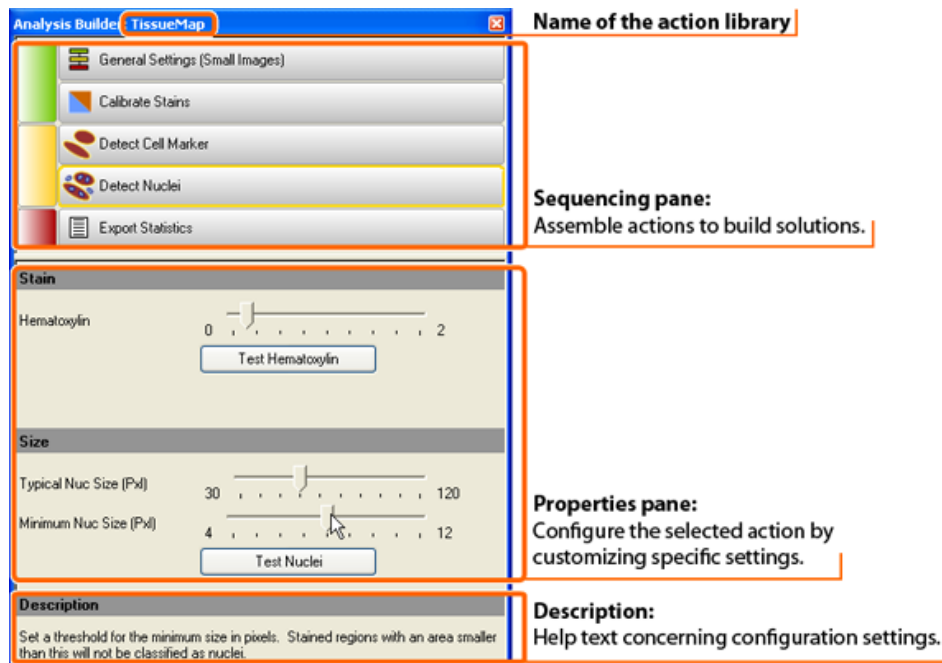 Analysis Builder TissueMap
Name of the action library
General Settings (Small Images)
Calibrate Stains
Detect Cell Marker
Detect Nuclei
Export Statistics
Sequencing pane:
Assemble actions to build solutions.
Stain
Hematoxylin
0
2
Test Hematoxylin
Size
Typical Nuc Size (Pxl)
30
120
Minimum Nuc Size (Pxl)
4
12
Test Nuclei
Properties pane:
Configure the selected action by
customizing specific settings.
Description
Set a threshold for the minimum size in pixels. Stained regions with an area smaller
than this will not be classified as nuclei.
Description:
Help text concerning configuration settings.